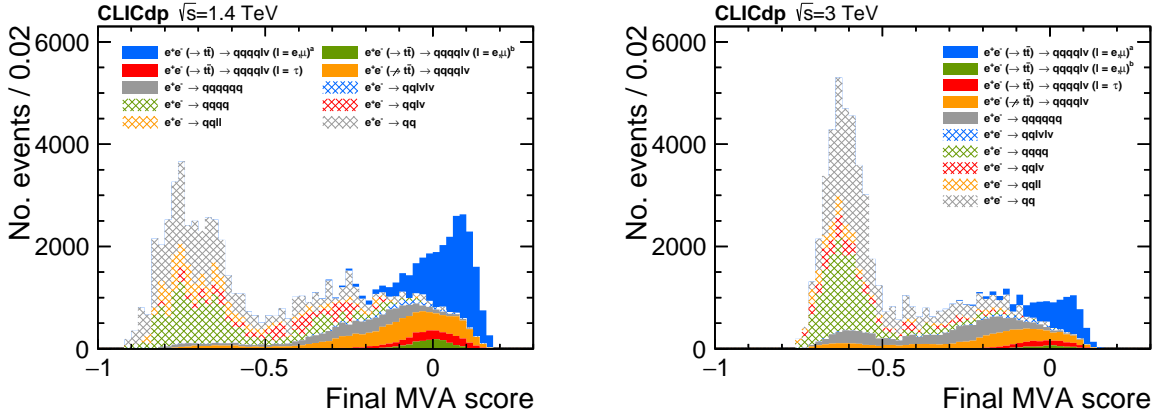 CLICdp √s=1.4 TeV
No. events / 0.02
6000
4000
2000
0
e⁺e⁻ (→ tt̄) → qqqqlν (l = e,μ)ᵃ
e⁺e⁻ (→ tt̄) → qqqqlν (l = e,μ)ᵇ
e⁺e⁻ (→ tt̄) → qqqqlν (l = τ)
e⁺e⁻ (↛ tt̄) → qqqqlν
e⁺e⁻ → qqqqqq
e⁺e⁻ → qqlνlν
e⁺e⁻ → qqqq
e⁺e⁻ → qqlν
e⁺e⁻ → qqll
e⁺e⁻ → qq
−1
−0.5
0
Final MVA score
CLICdp √s=3 TeV
No. events / 0.02
6000
4000
2000
0
e⁺e⁻ (→ tt̄) → qqqqlν (l = e,μ)ᵃ
e⁺e⁻ (→ tt̄) → qqqqlν (l = e,μ)ᵇ
e⁺e⁻ (→ tt̄) → qqqqlν (l = τ)
e⁺e⁻ (↛ tt̄) → qqqqlν
e⁺e⁻ → qqqqqq
e⁺e⁻ → qqlνlν
e⁺e⁻ → qqqq
e⁺e⁻ → qqlν
e⁺e⁻ → qqll
e⁺e⁻ → qq
−1
−0.5
0
Final MVA score